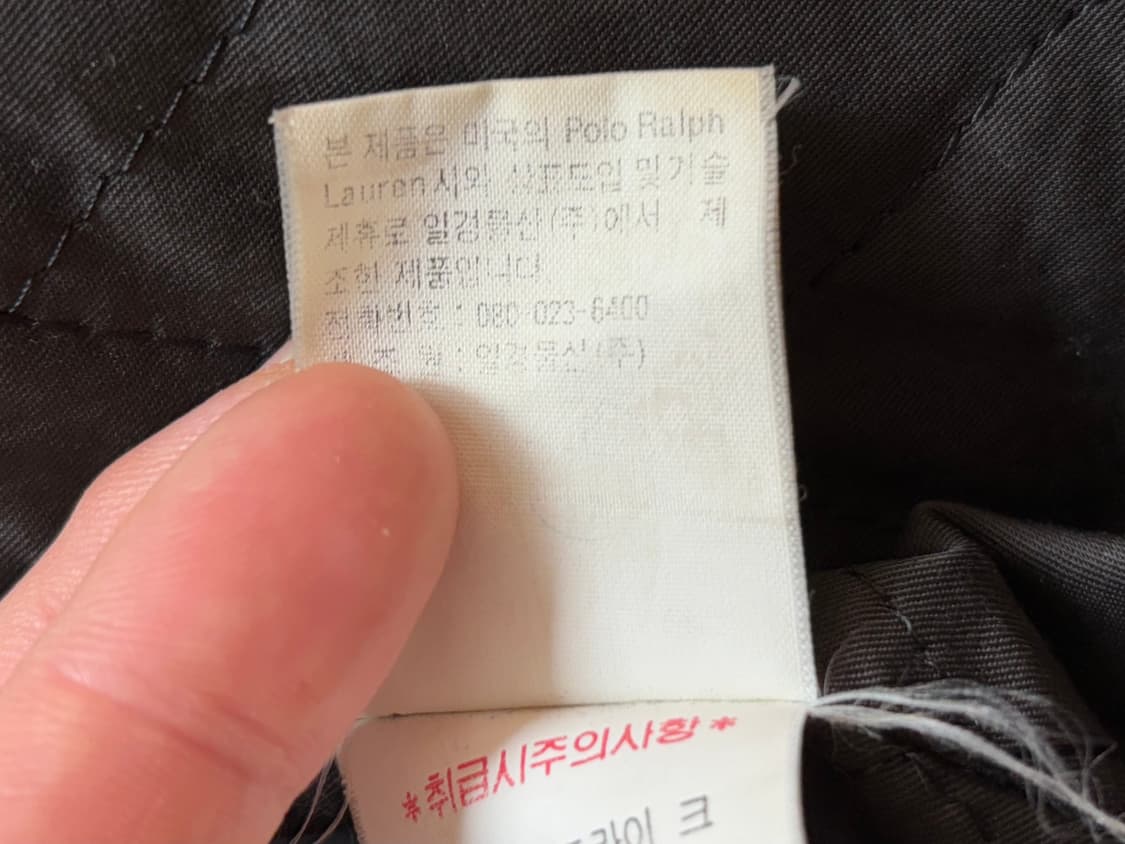 본 제품은 미국의 Polo Ralph
Lauren사와 상표도입 및 기술
제휴로 일경물산(주)에서 제
조한 제품입니다.
전화번호 : 080-023-6400
제 조 원 : 일경물산(주)
*취급시주의사항*
크